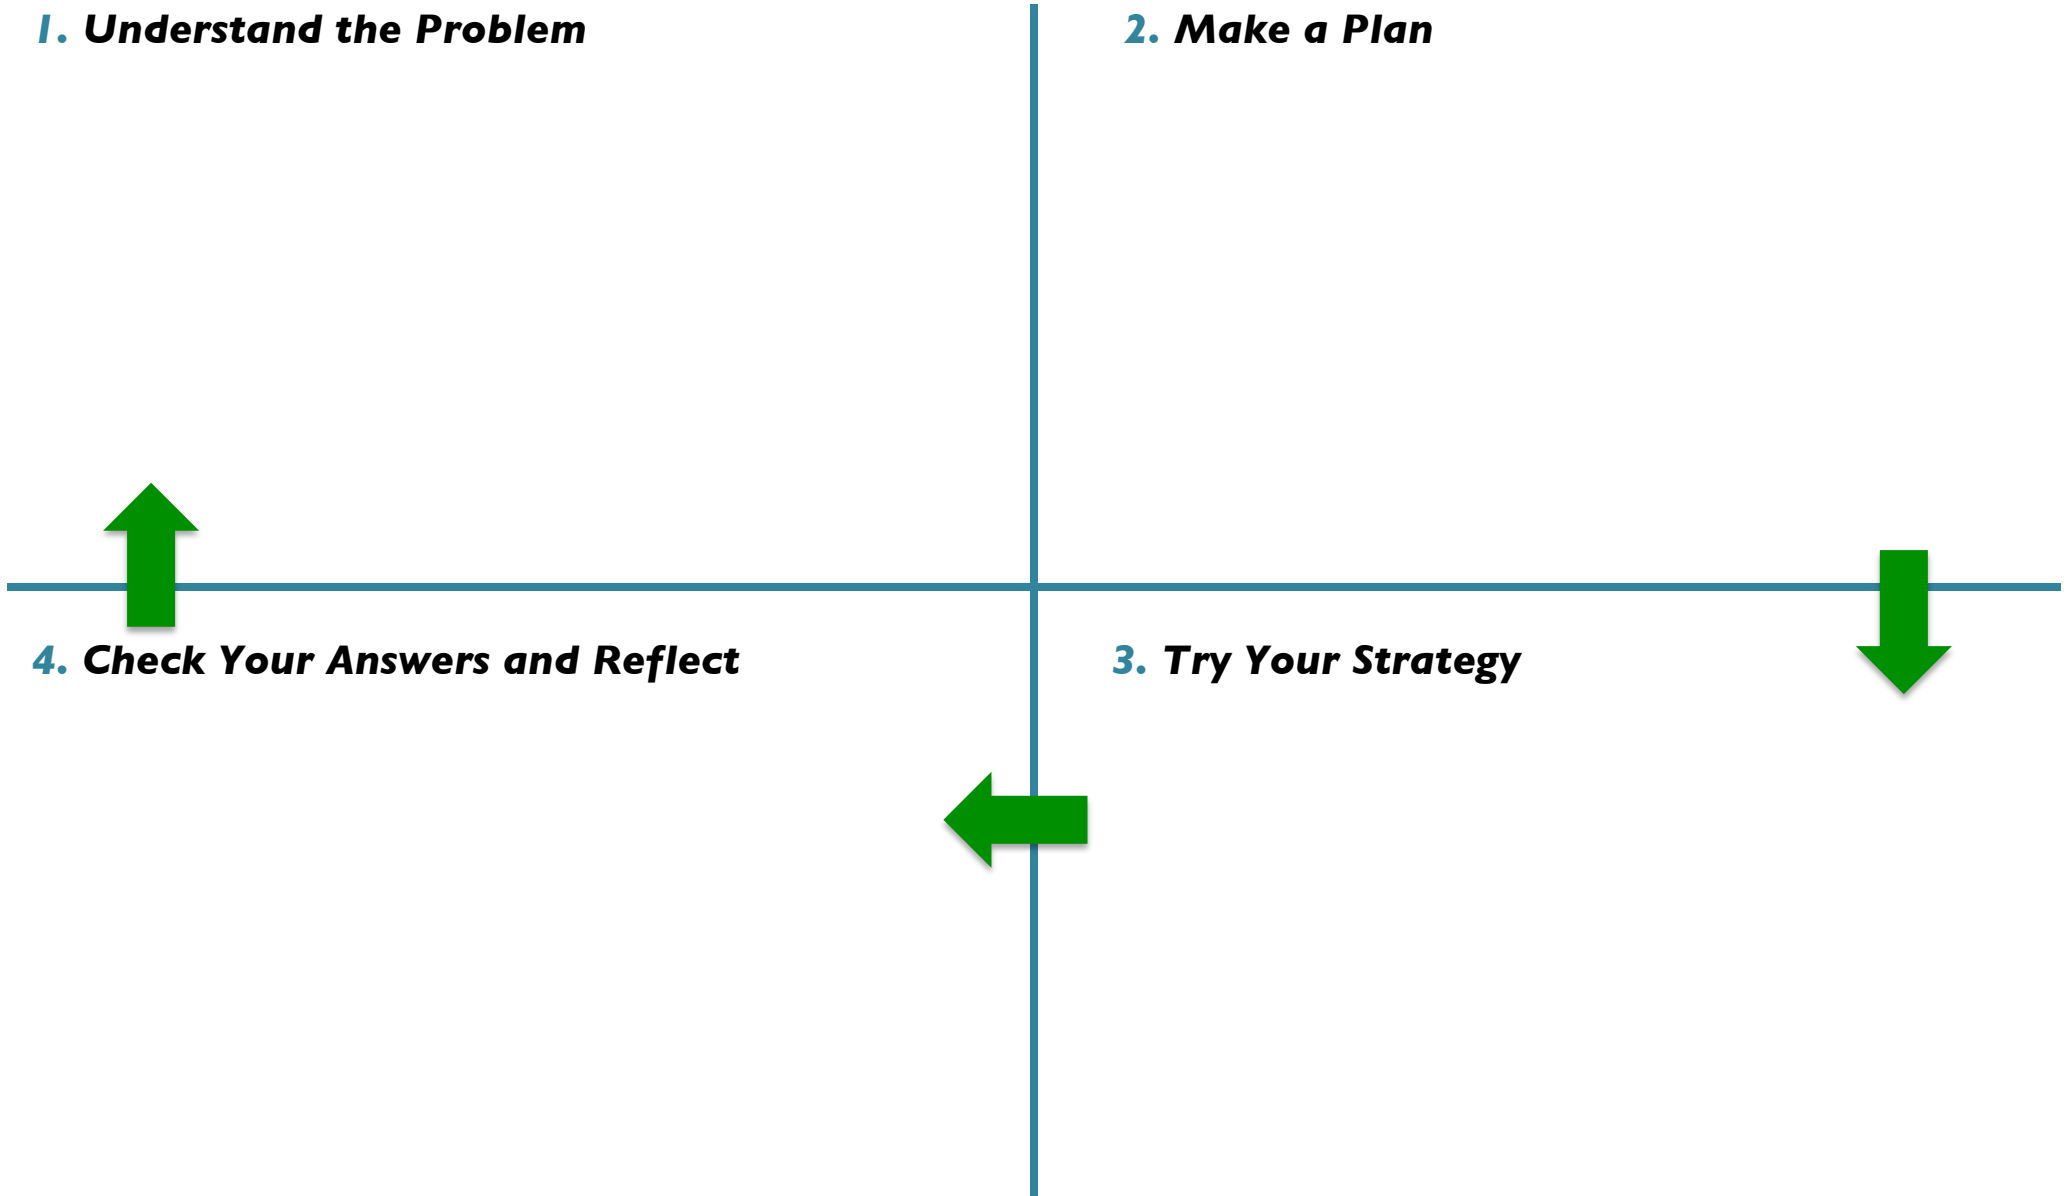 1. Understand the Problem
2. Make a Plan
4. Check Your Answers and Reflect
3. Try Your Strategy